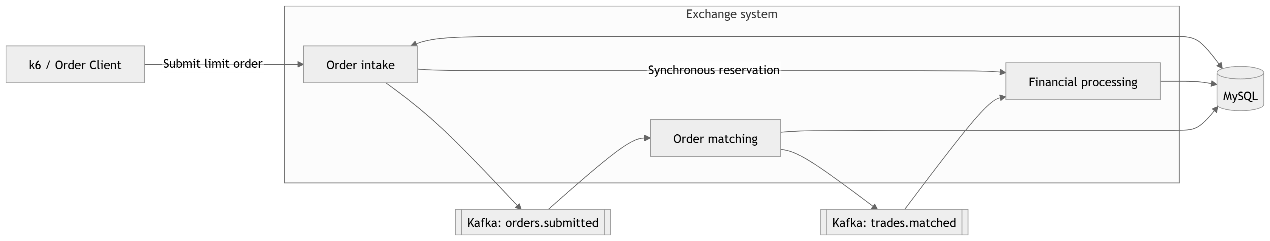 Exchange system
k6 / Order Client
Submit limit order
Order intake
Synchronous reservation
Financial processing
MySQL
Order matching
Kafka: orders.submitted
Kafka: trades.matched